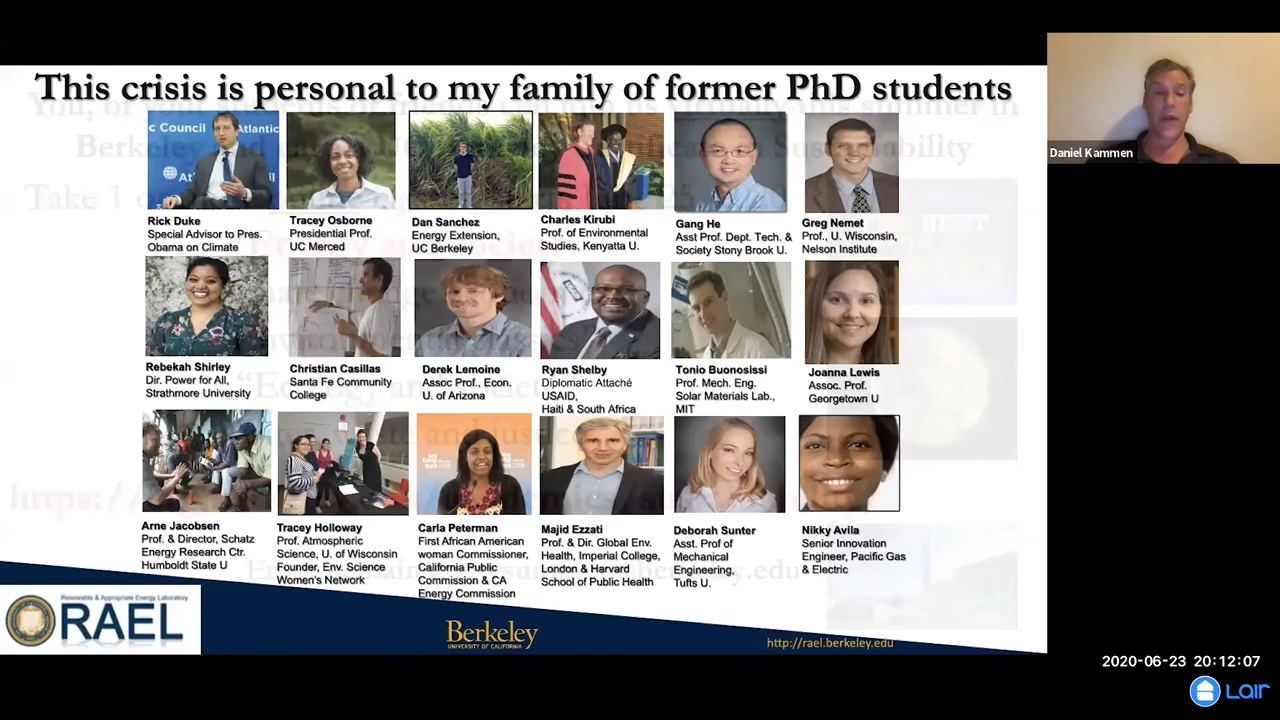 This crisis is personal to my family of former PhD students
Daniel Kammen
c Council
Atlantic
Rick Duke
Special Advisor to Pres.
Obama on Climate
Tracey Osborne
Presidential Prof.
UC Merced
Dan Sanchez
Energy Extension,
UC Berkeley
Charles Kirubi
Prof. of Environmental
Studies, Kenyatta U.
Gang He
Asst Prof. Dept. Tech. &
Society Stony Brook U.
Greg Nemet
Prof., U. Wisconsin,
Nelson Institute
Rebekah Shirley
Dir. Power for All,
Strathmore University
Christian Casillas
Santa Fe Community
College
Derek Lemoine
Assoc Prof., Econ.
U. of Arizona
Ryan Shelby
Diplomatic Attaché
USAID,
Haiti & South Africa
Tonio Buonosissi
Prof. Mech. Eng.
Solar Materials Lab.,
MIT
Joanna Lewis
Assoc. Prof.
Georgetown U
Arne Jacobsen
Prof. & Director, Schatz
Energy Research Ctr.
Humboldt State U
Tracey Holloway
Prof. Atmospheric
Science, U. of Wisconsin
Founder, Env. Science
Women's Network
Carla Peterman
First African American
woman Commissioner,
California Public
Commission & CA
Energy Commission
Majid Ezzati
Prof. & Dir. Global Env.
Health, Imperial College,
London & Harvard
School of Public Health
Deborah Sunter
Asst. Prof of
Mechanical
Engineering,
Tufts U.
Nikky Avila
Senior Innovation
Engineer, Pacific Gas
& Electric
Renewable & Appropriate Energy Laboratory
RAEL
Berkeley
UNIVERSITY OF CALIFORNIA
http://rael.berkeley.edu
2020-06-23 20:12:07
Lair